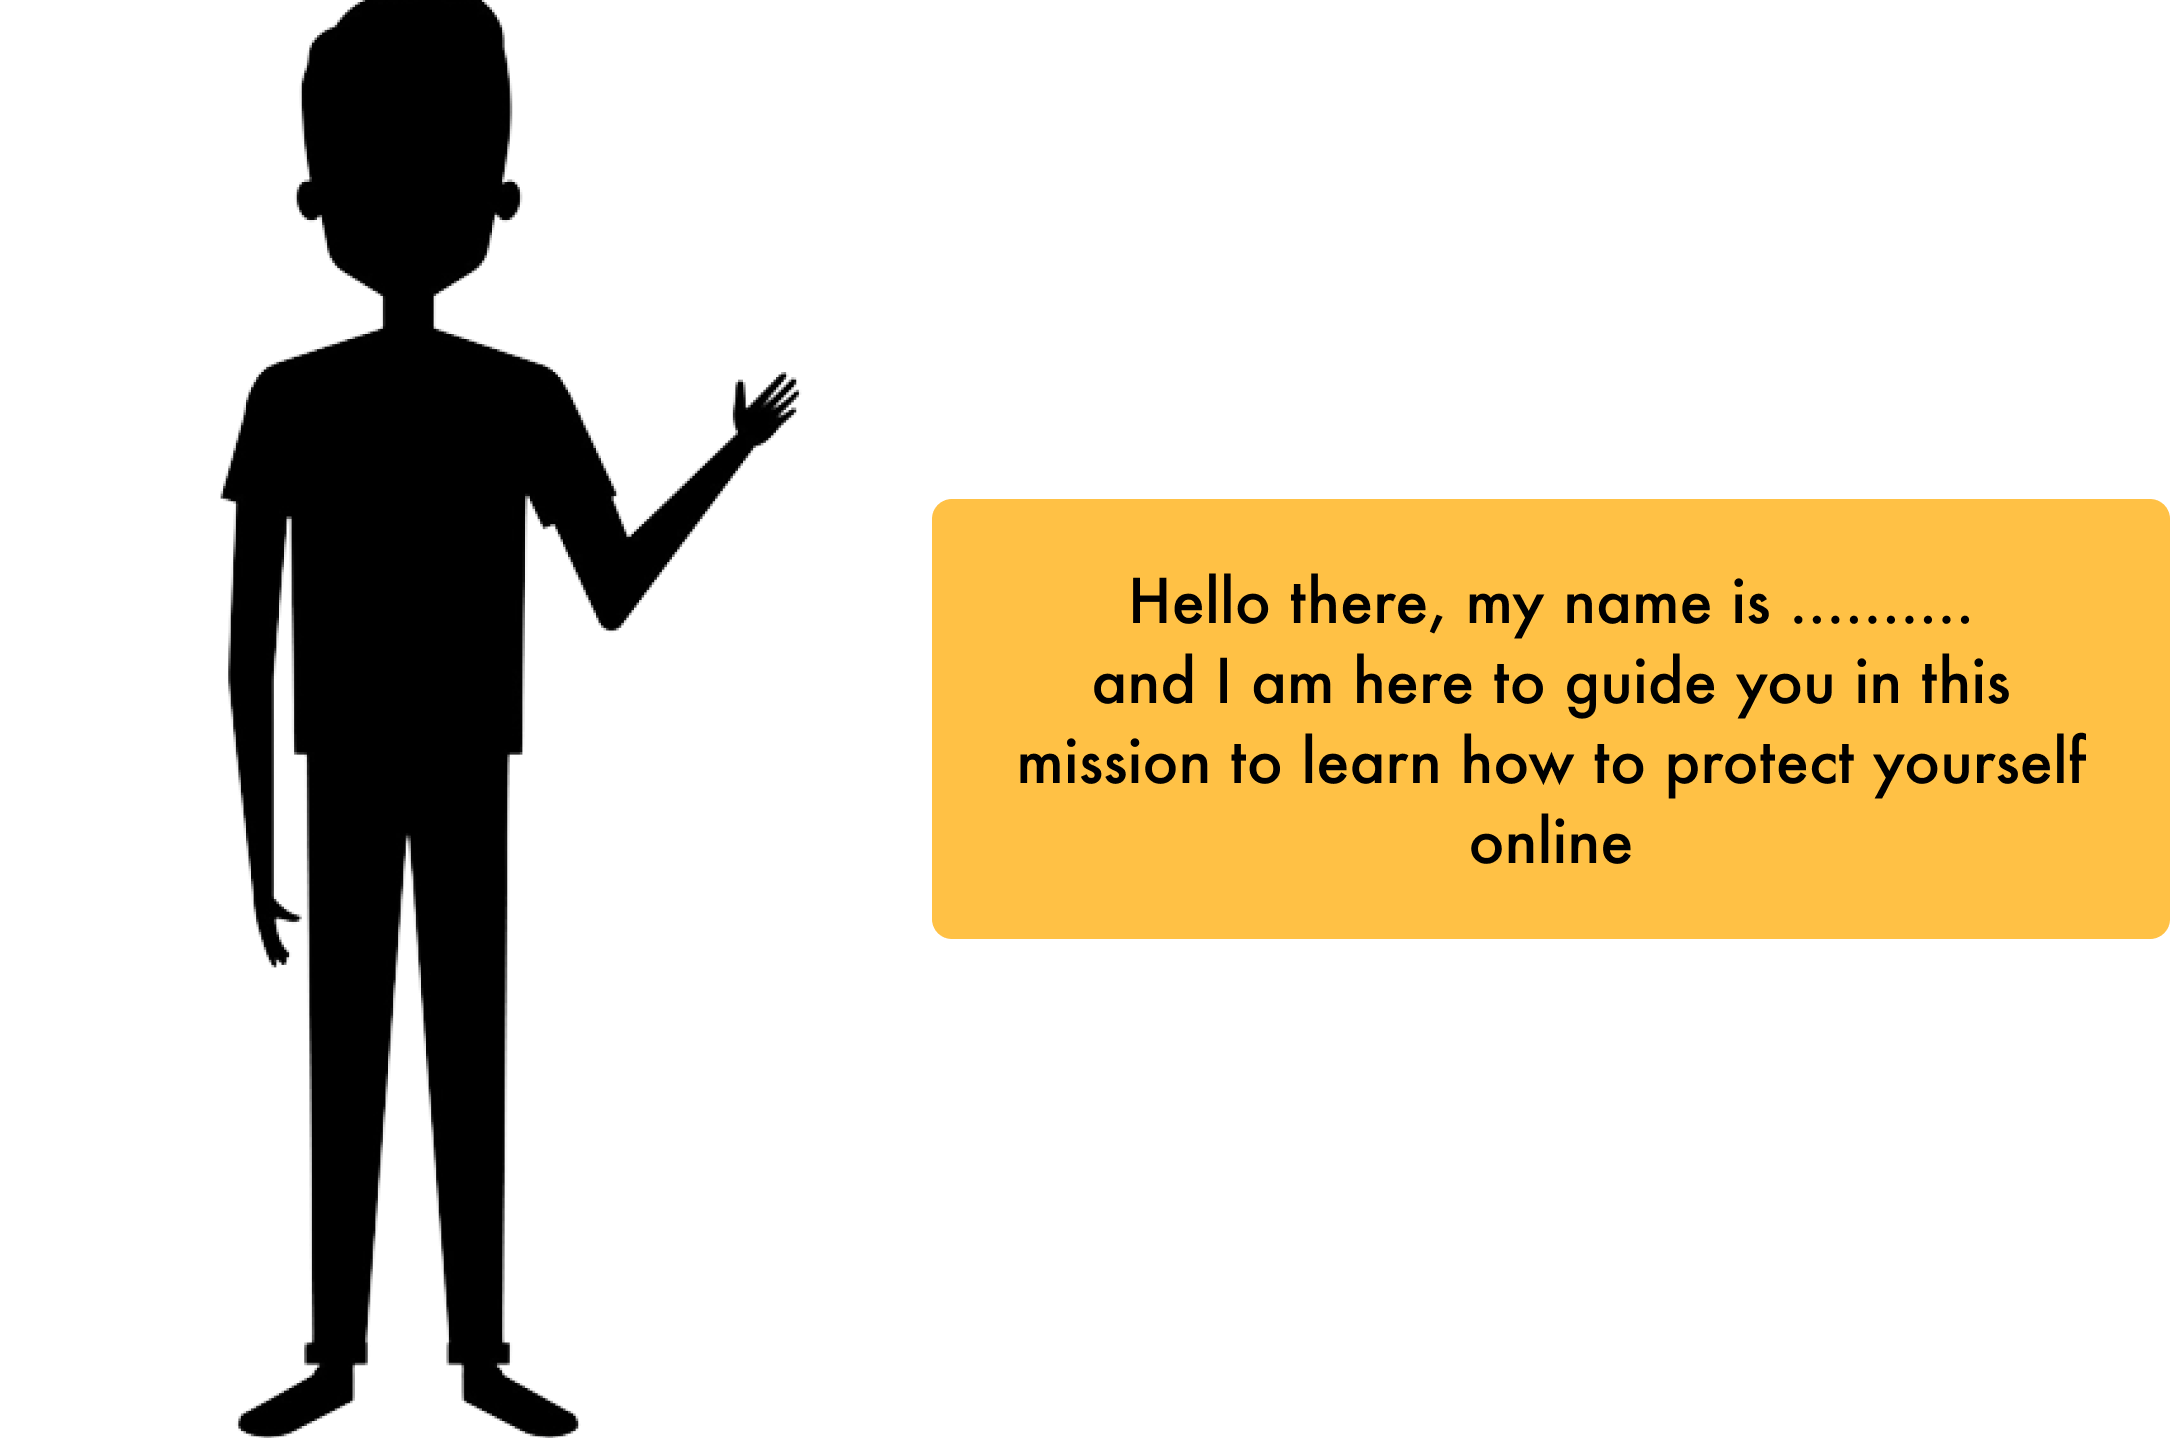 Hello there, my name is ..........
and I am here to guide you in this
mission to learn how to protect yourself
online